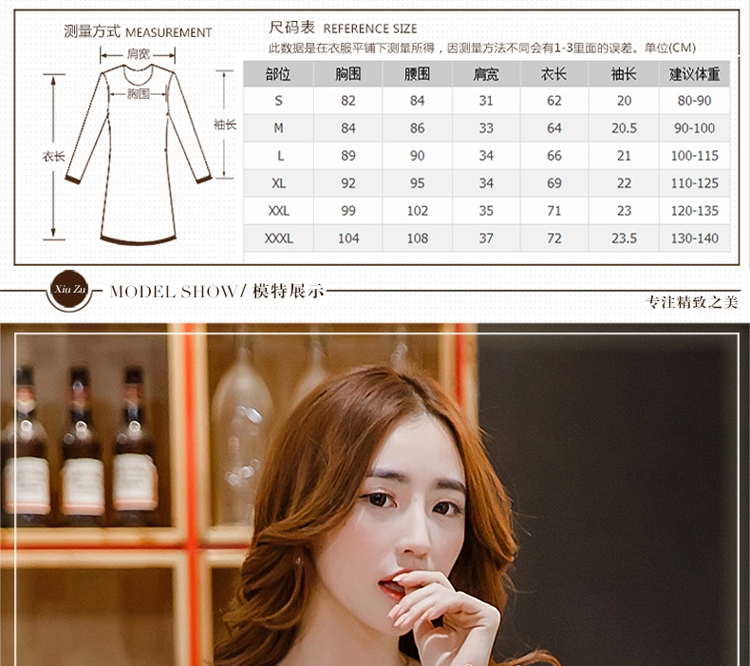 测量方式 MEASUREMENT
肩宽
胸围
袖长
衣长
尺码表 REFERENCE SIZE
此数据是在衣服平铺下测量所得，因测量方法不同会有1-3里面的误差。单位(CM)
部位 胸围 腰围 肩宽 衣长 袖长 建议体重
S 82 84 31 62 20 80-90
M 84 86 33 64 20.5 90-100
L 89 90 34 66 21 100-115
XL 92 95 34 69 22 110-125
XXL 99 102 35 71 23 120-135
XXXL 104 108 37 72 23.5 130-140
Xiu Zu
MODEL SHOW/ 模特展示
专注精致之美